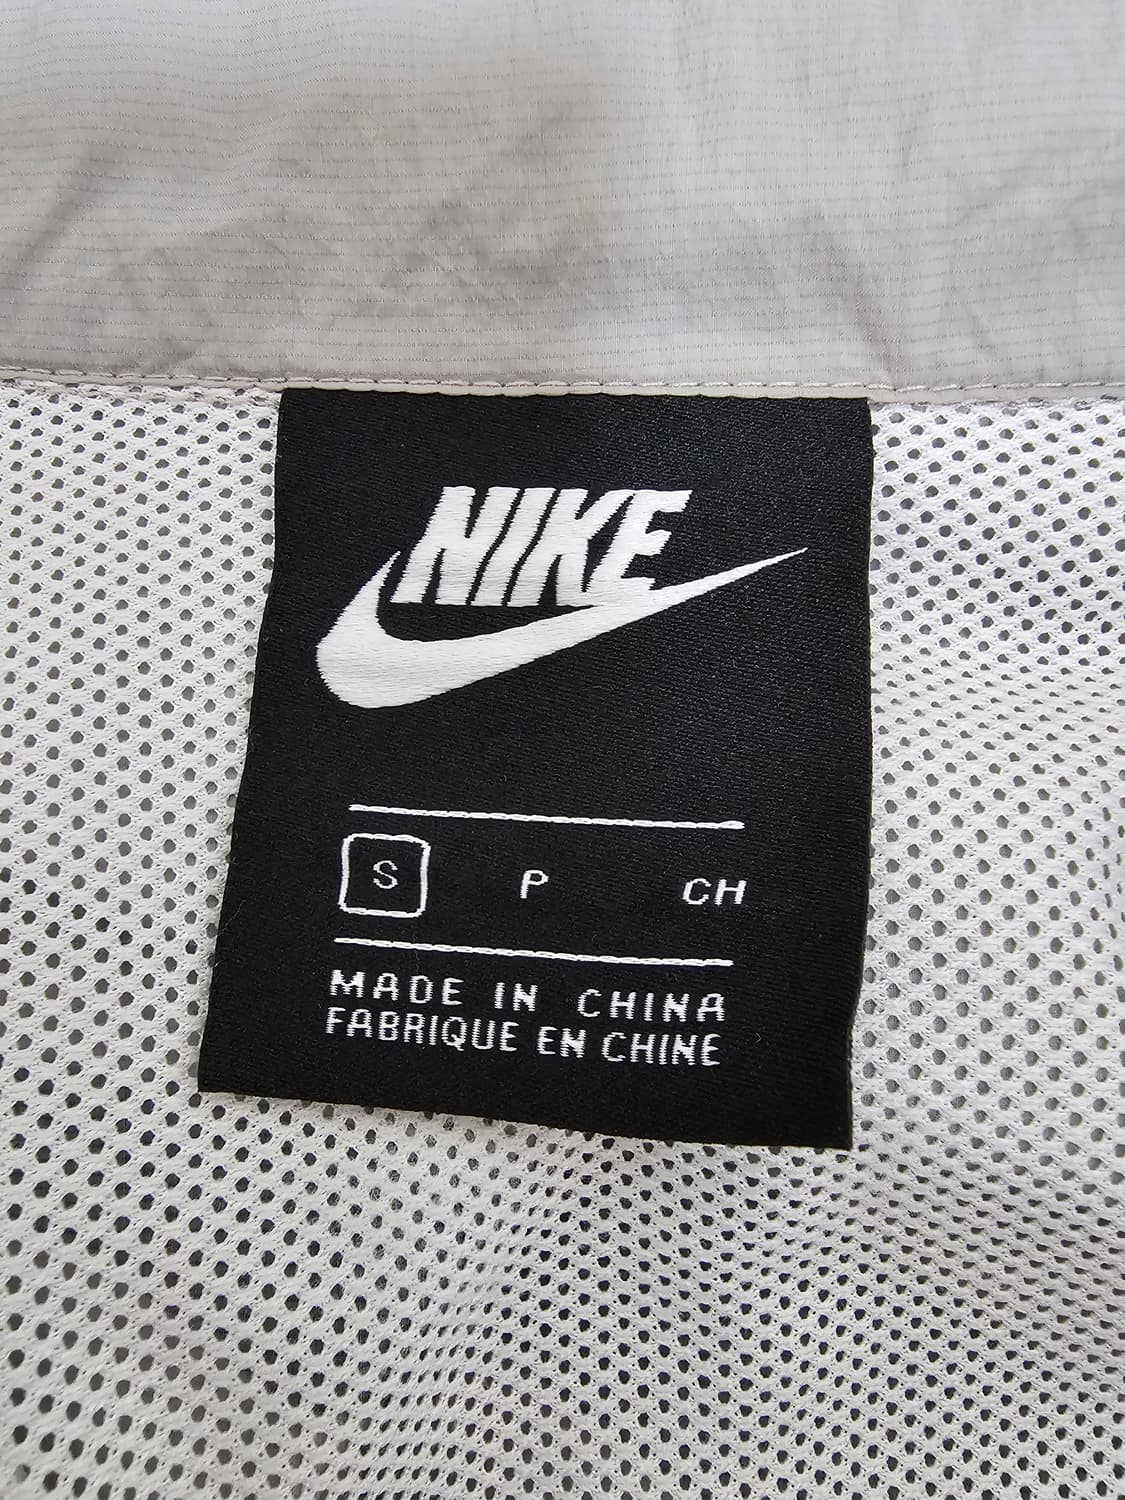 NIKE
S P CH
MADE IN CHINA
FABRIQUE EN CHINE